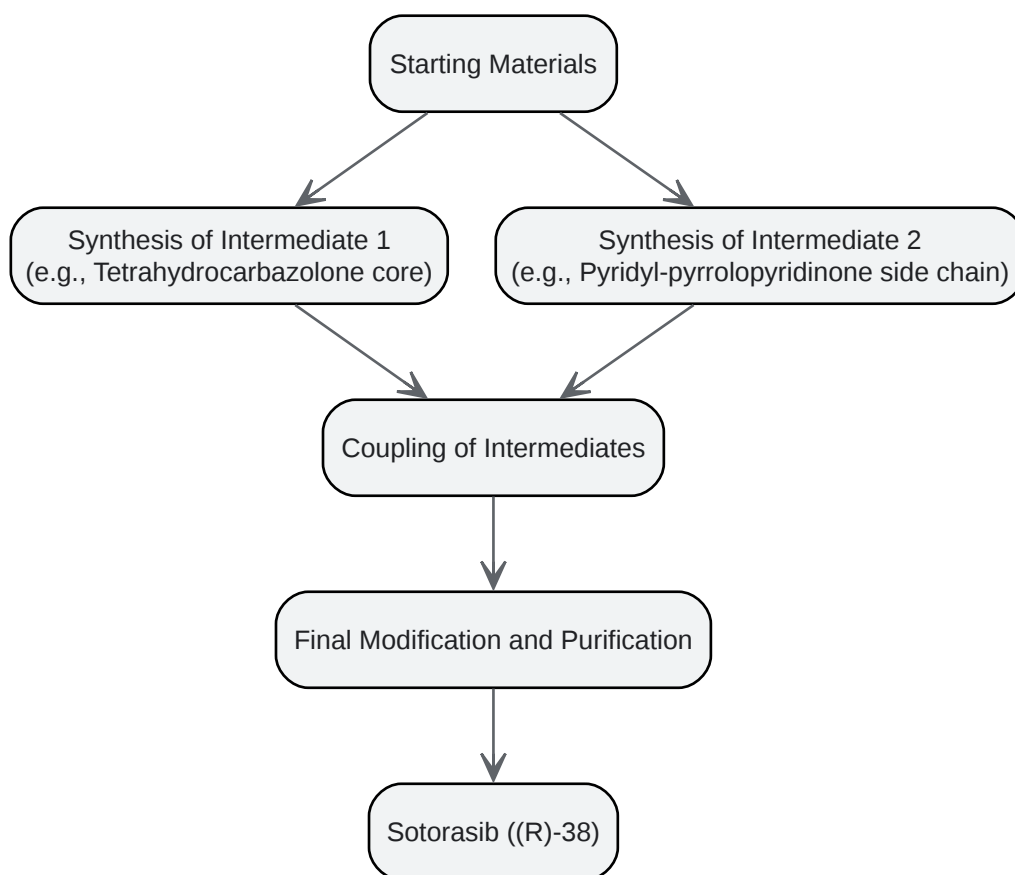 Starting Materials
Synthesis of Intermediate 1
(e.g., Tetrahydrocarbazolone core)
Synthesis of Intermediate 2
(e.g., Pyridyl-pyrrolopyridinone side chain)
Coupling of Intermediates
Final Modification and Purification
Sotorasib ((R)-38)